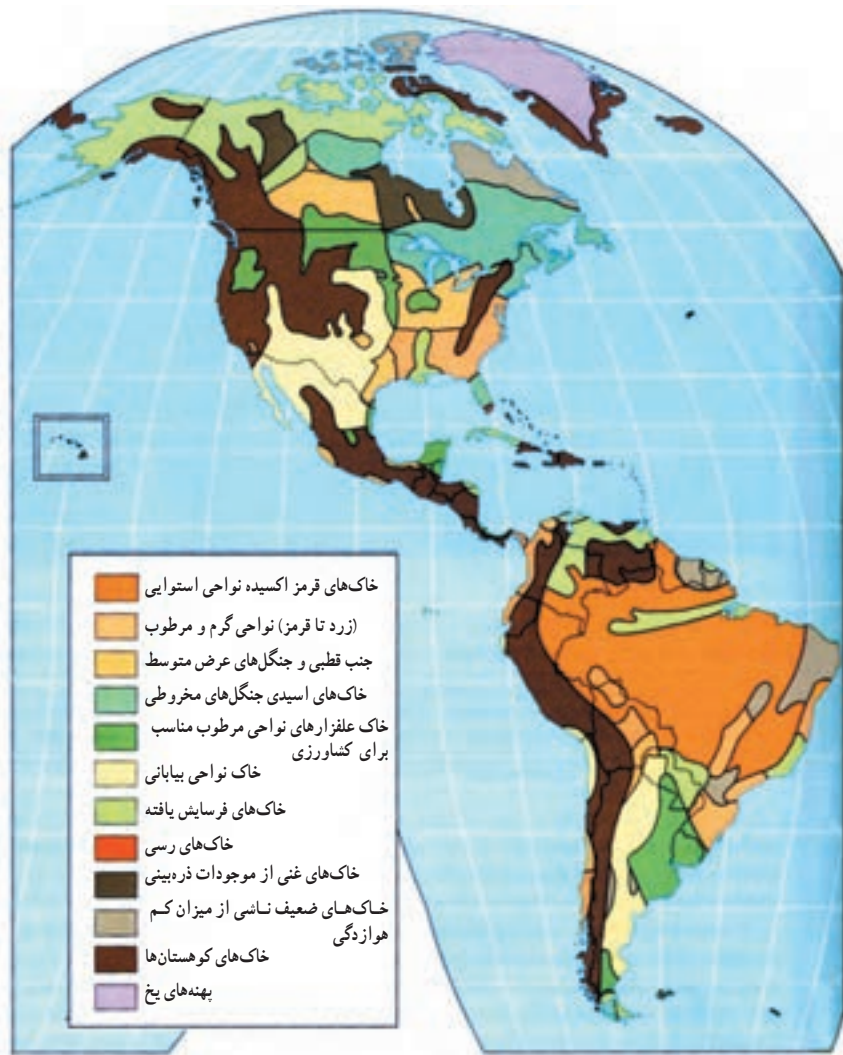 خاک‌های قرمز اکسیده نواحی استوایی
(زرد تا قرمز) نواحی گرم و مرطوب
جنب قطبی و جنگل‌های عرض متوسط
خاک‌های اسیدی جنگل‌های مخروطی
خاک علفزارهای نواحی مرطوب مناسب
برای کشاورزی
خاک نواحی بیابانی
خاک‌های فرسایش یافته
خاک‌های رسی
خاک‌های غنی از موجودات ذره‌بینی
خاک‌های ضعیف ناشی از میزان کم
هوازدگی
خاک‌های کوهستان‌ها
پهنه‌های یخ